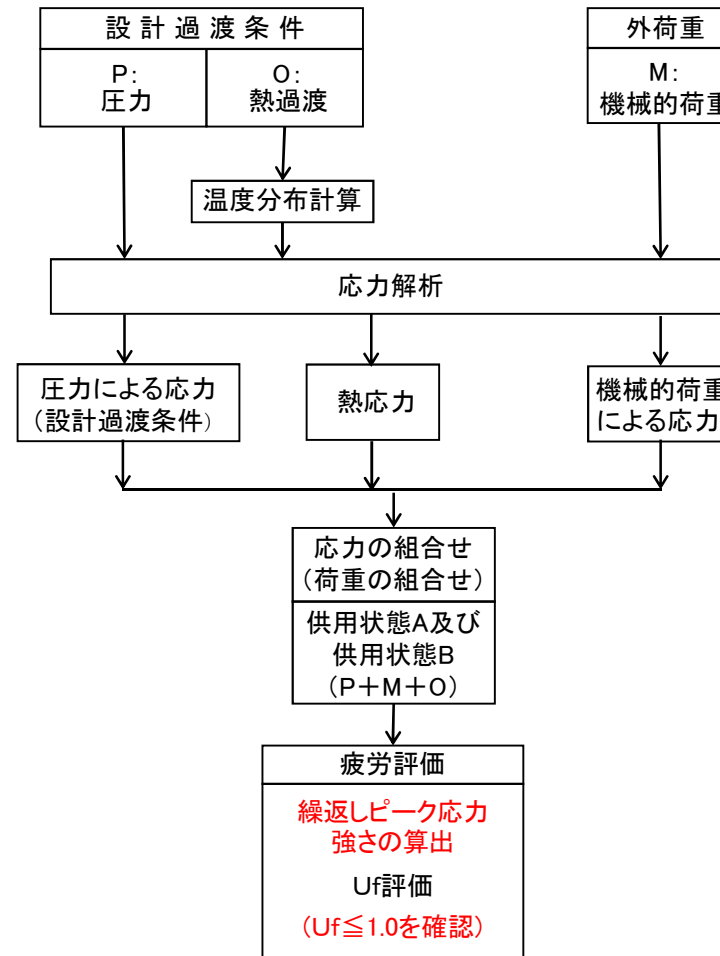 設計過渡条件
P:
圧力
O:
熱過渡
外荷重
M:
機械的荷重
温度分布計算
応力解析
圧力による応力
（設計過渡条件）
熱応力
機械的荷重
による応力
応力の組合せ
（荷重の組合せ）
供用状態A及び
供用状態B
（P＋M＋O）
疲労評価
繰返しピーク応力
強さの算出
Uf評価
（Uf≦1.0を確認）